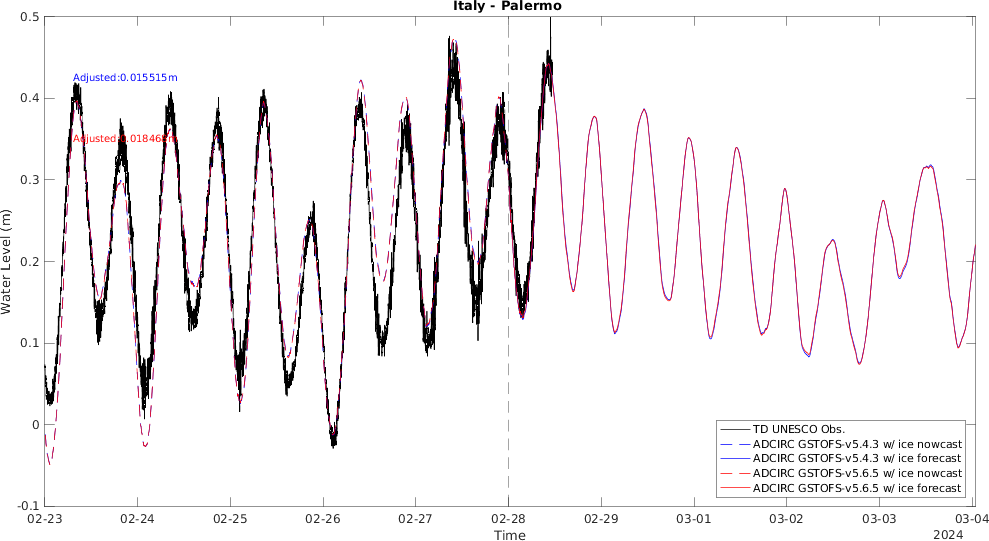 Italy - Palermo
0.5
0.4
0.3
0.2
0.1
0
-0.1
Water Level (m)
Adjusted:0.015515m
02-23
02-24
02-25
02-26
02-27
02-28
02-29
03-01
03-02
03-03
03-04
Time
2024
TD UNESCO Obs.
ADCIRC GSTOFS-v5.4.3 w/ ice nowcast
ADCIRC GSTOFS-v5.4.3 w/ ice forecast
ADCIRC GSTOFS-v5.6.5 w/ ice nowcast
ADCIRC GSTOFS-v5.6.5 w/ ice forecast